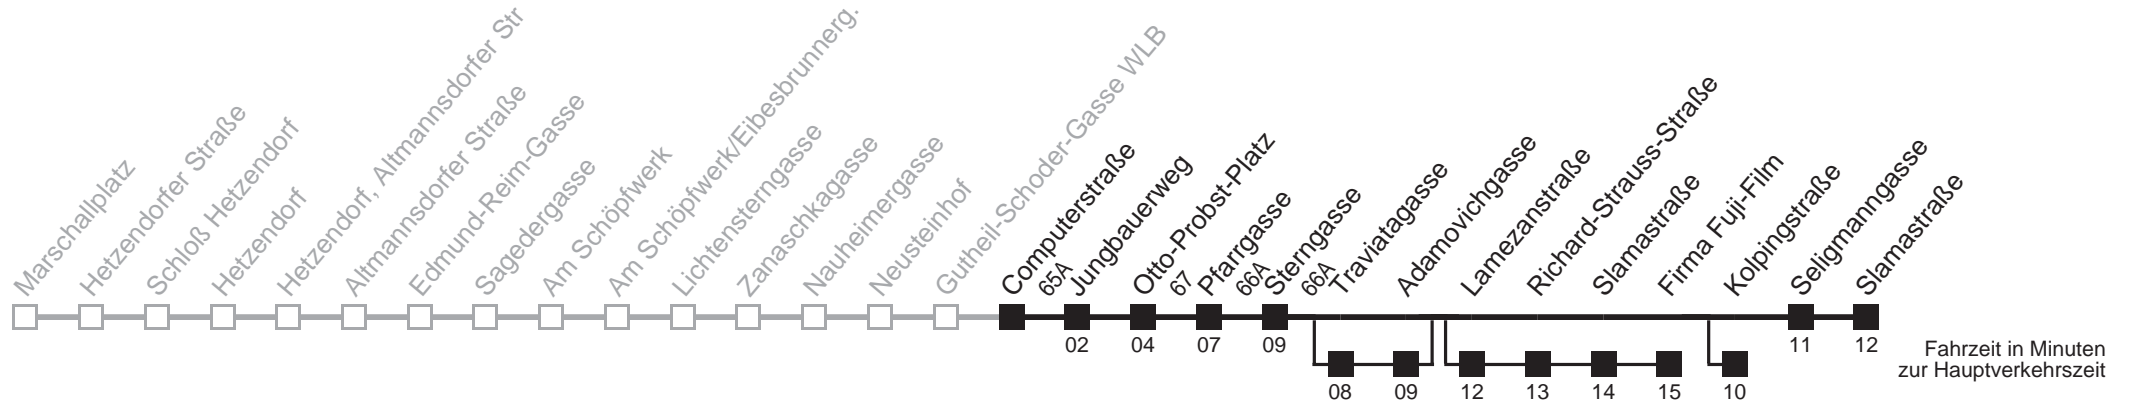 Marschallplatz
Hetzendorfer Straße
Schloß Hetzendorf
Hetzendorf
Hetzendorf, Altmannsdorfer Str
Altmannsdorfer Straße
Edmund-Reim-Gasse
Sagedergasse
Am Schöpfwerk
Am Schöpfwerk/Eibesbrunnerg.
Lichtensterngasse
Zanaschkagasse
Nauheimergasse
Neusteinhof
Gutheil-Schoder-Gasse WLB
Computerstraße
65A
Jungbauerweg
Otto-Probst-Platz
67
Pfarrgasse
66A
Sterngasse
66A
Traviatagasse
Adamovichgasse
Lamezanstraße
Richard-Strauss-Straße
Slamastraße
Firma Fuji-Film
Kolpingstraße
Seligmanngasse
Slamastraße
02 04 07 09 11 12
08 09 12 13 14 15 10
Fahrzeit in Minuten
zur Hauptverkehrszeit